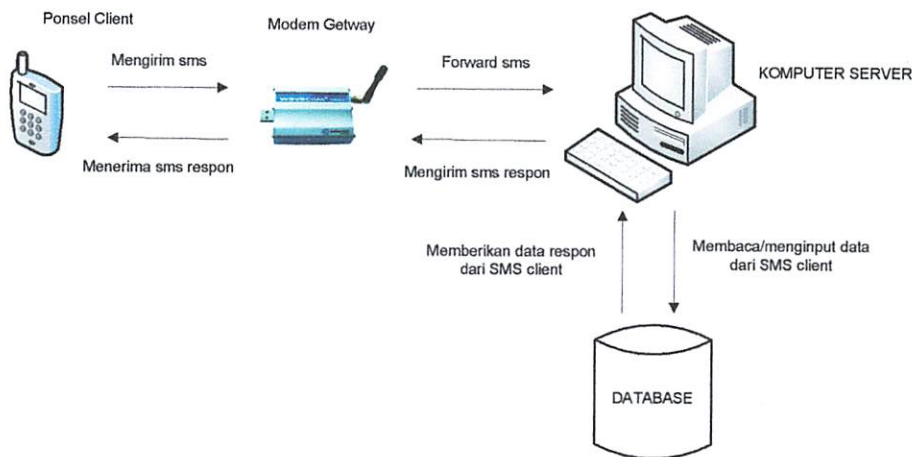 Ponsel Client
Modem Getway
Mengirim sms
Forward sms
KOMPUTER SERVER
Menerima sms respon
Mengirim sms respon
Memberikan data respon
dari SMS client
Membaca/menginput data
dari SMS client
DATABASE